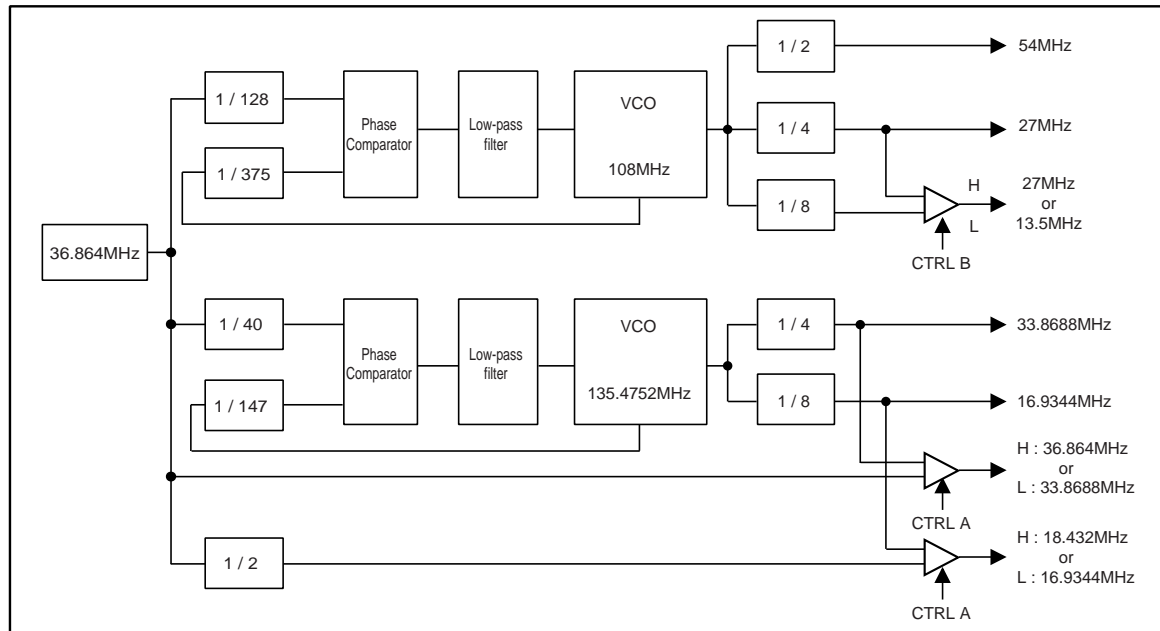 1 / 2
54MHz
1 / 128
Phase
Comparator
Low-pass
filter
VCO
108MHz
1 / 4
27MHz
1 / 375
1 / 8
H
L
27MHz
or
13.5MHz
CTRL B
36.864MHz
1 / 40
Phase
Comparator
Low-pass
filter
VCO
135.4752MHz
1 / 4
33.8688MHz
1 / 147
1 / 8
16.9344MHz
H : 36.864MHz
or
L : 33.8688MHz
CTRL A
1 / 2
H : 18.432MHz
or
L : 16.9344MHz
CTRL A